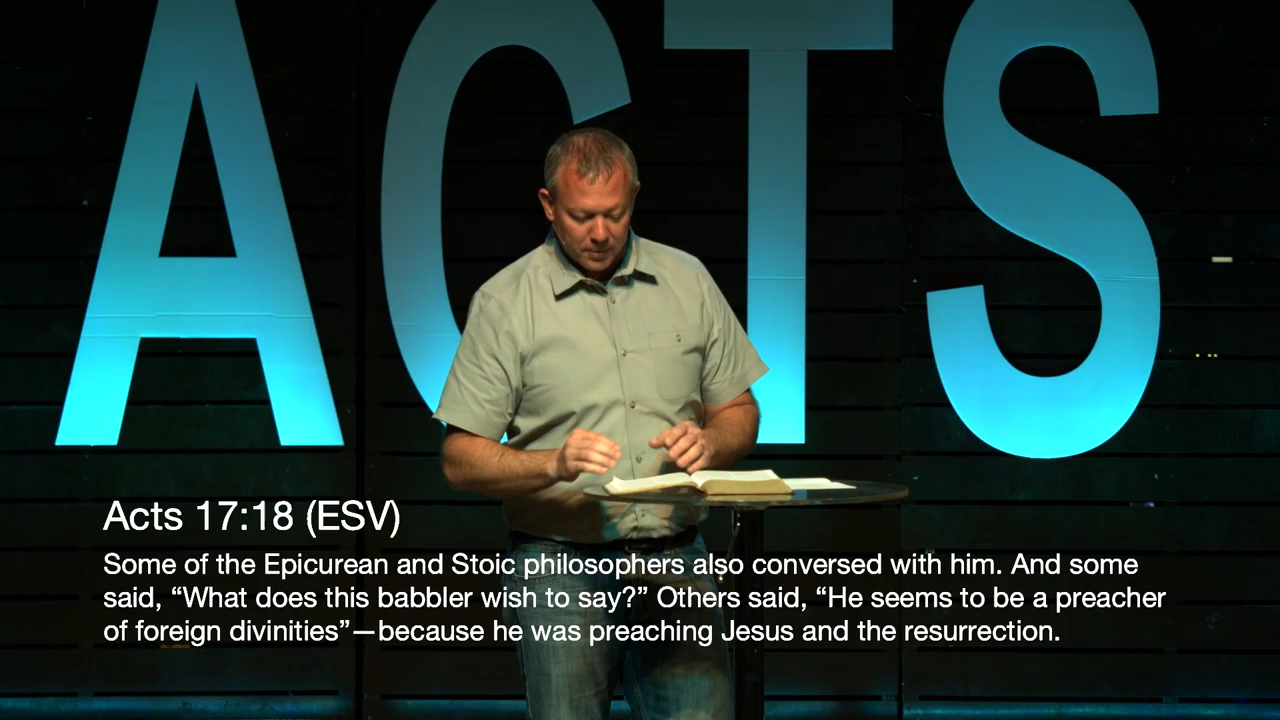 ACTS
Acts 17:18 (ESV)
Some of the Epicurean and Stoic philosophers also conversed with him. And some
said, “What does this babbler wish to say?” Others said, “He seems to be a preacher
of foreign divinities”—because he was preaching Jesus and the resurrection.